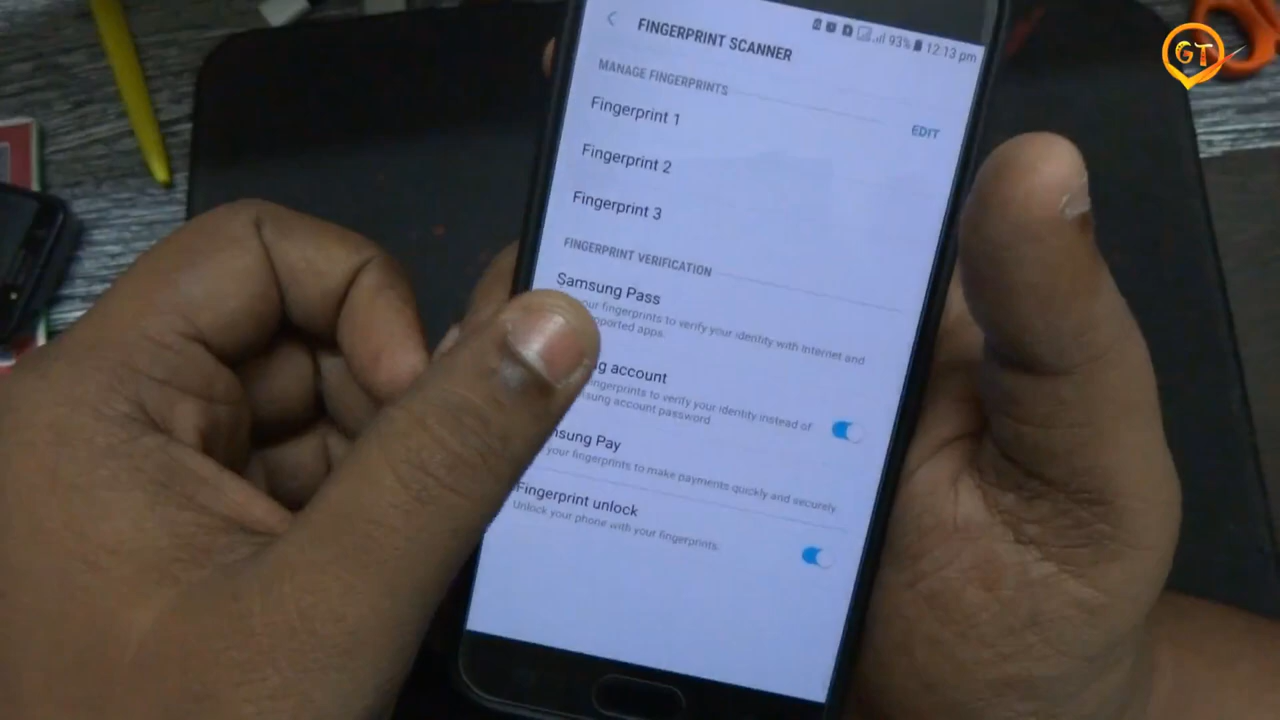 GT
93% 12:13 pm
FINGERPRINT SCANNER
MANAGE FINGERPRINTS
EDIT
Fingerprint 1
Fingerprint 2
Fingerprint 3
FINGERPRINT VERIFICATION
Samsung Pass
your fingerprints to verify your identity with Internet and
apps.
account
fingerprints to verify your identity instead of
account password
Pay
your fingerprints to make payments quickly and securely
Fingerprint unlock
Unlock your phone with your fingerprints.